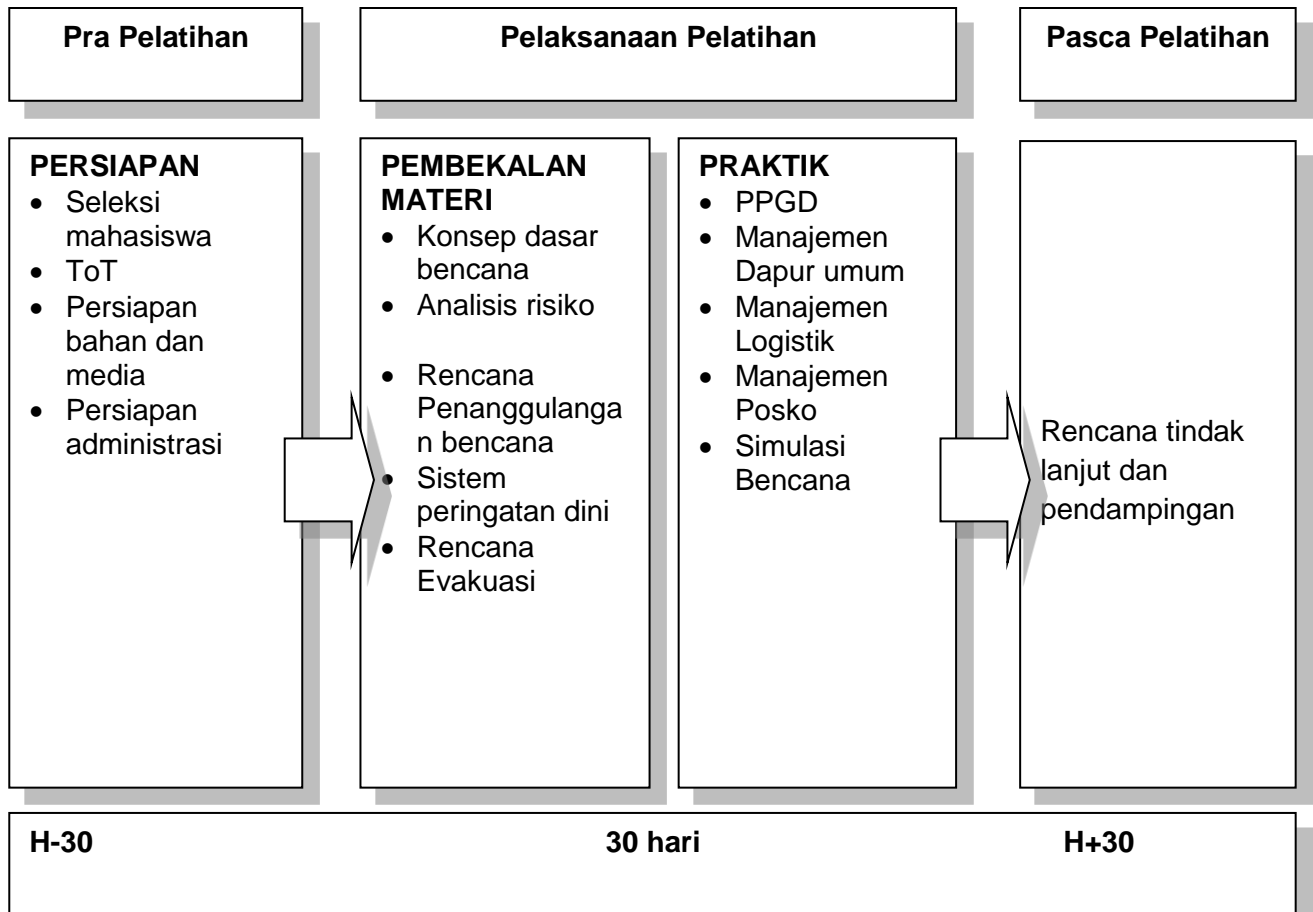 Pra Pelatihan
Pelaksanaan Pelatihan
Pasca Pelatihan
PERSIAPAN
• Seleksi
mahasiswa
• ToT
• Persiapan
bahan dan
media
• Persiapan
administrasi
PEMBEKALAN
MATERI
• Konsep dasar
bencana
• Analisis risiko
• Rencana
Penanggulanga
n bencana
• Sistem
peringatan dini
• Rencana
Evakuasi
PRAKTIK
• PPGD
• Manajemen
Dapur umum
• Manajemen
Logistik
• Manajemen
Posko
• Simulasi
Bencana
Rencana tindak
lanjut dan
pendampingan
H-30
30 hari
H+30